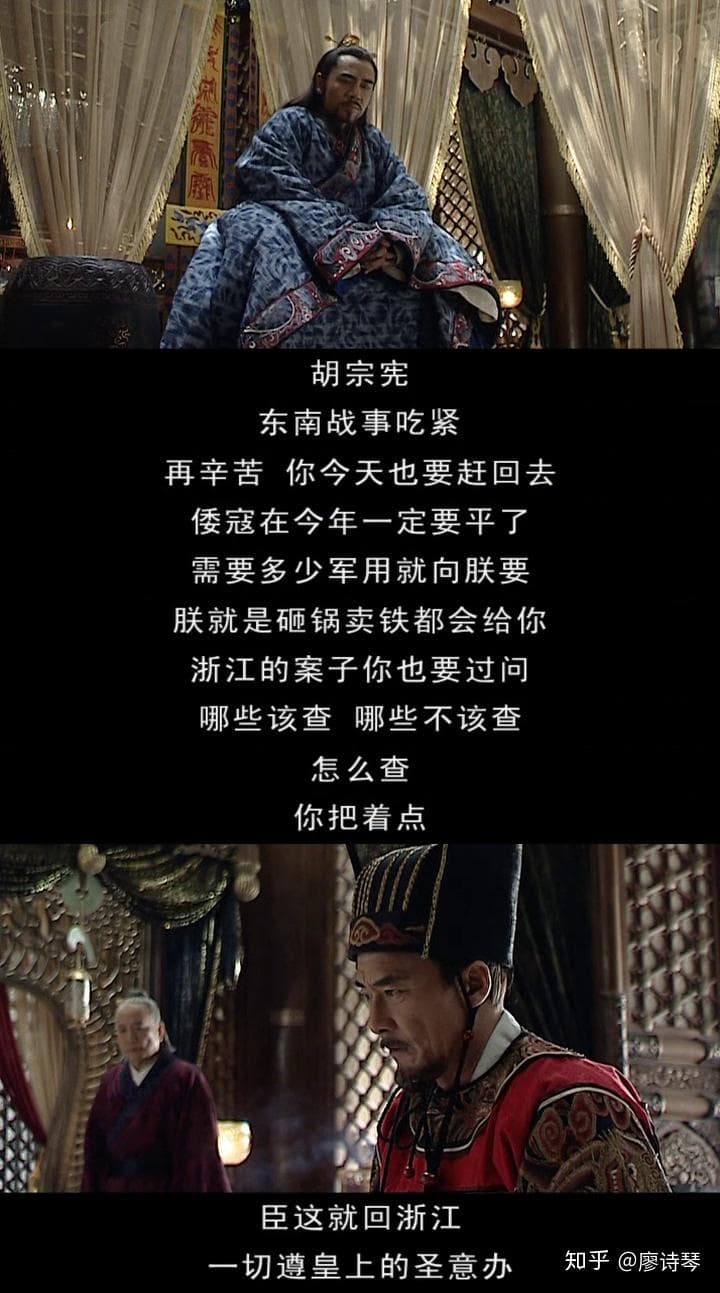 胡宗宪
东南战事吃紧
再辛苦 你今天也要赶回去
倭寇在今年一定要平了
需要多少军用就向朕要
朕就是砸锅卖铁都会给你
浙江的案子你也要过问
哪些该查 哪些不该查
怎么查
你把着点
臣这就回浙江
一切遵皇上的圣意办
知乎 @廖诗琴